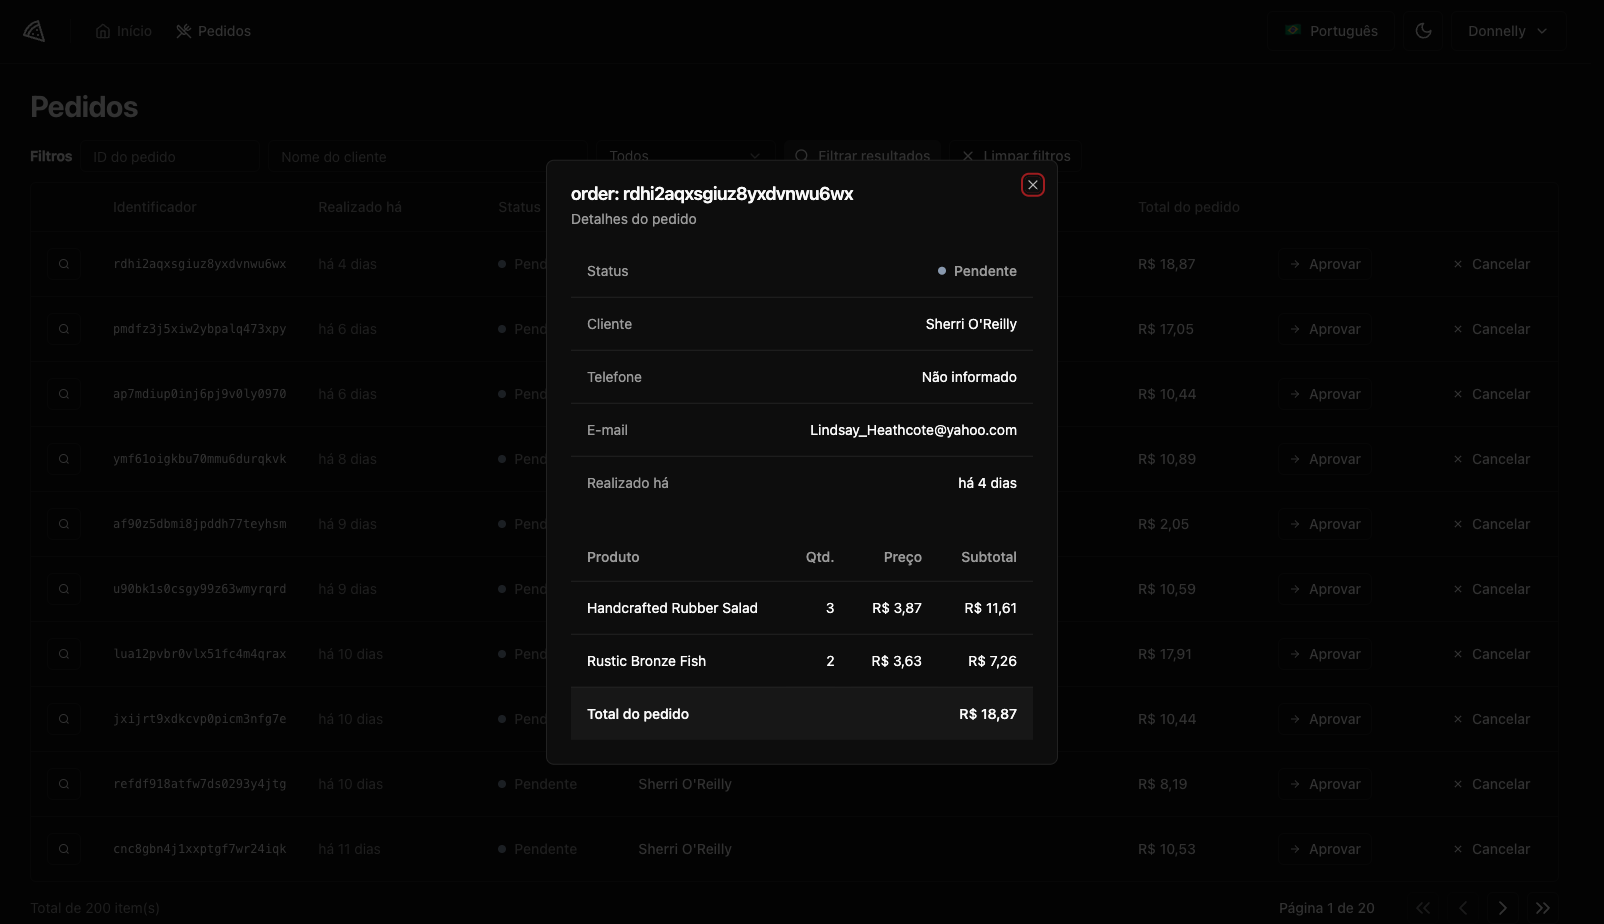 Início Pedidos Português Donnelly
Pedidos
Filtros ID do pedido Nome do cliente Todos Filtrar resultados Limpar filtros
Identificador Realizado há Status Total do pedido
rdhi2aqxsgiuz8yxdvnwu6wx há 4 dias Pend R$ 18,87 Aprovar Cancelar
pmdfz3j5xiw2ybpalq473xpy há 6 dias Pend R$ 17,05 Aprovar Cancelar
ap7mdiup0inj6pj9v0ly0970 há 6 dias Pend R$ 10,44 Aprovar Cancelar
ymf61oigkbu70mmu6durqkvk há 8 dias Pend R$ 10,89 Aprovar Cancelar
af90z5dbmi8jpddh77teyhsm há 9 dias Pend R$ 2,05 Aprovar Cancelar
u90bk1s0csgy99z63wmyrqrd há 9 dias Pend R$ 10,59 Aprovar Cancelar
lua12pvbr0vlx51fc4m4qrax há 10 dias Pend R$ 17,91 Aprovar Cancelar
jxijrt9xdkcvp0picm3nfg7e há 10 dias Pend R$ 10,44 Aprovar Cancelar
refdf918atfw7ds0293y4jtg há 10 dias Pendente Sherri O'Reilly R$ 8,19 Aprovar Cancelar
cnc8gbn4j1xxptgf7wr24iqk há 11 dias Pendente Sherri O'Reilly R$ 10,53 Aprovar Cancelar
Total de 200 item(s) Página 1 de 20
order: rdhi2aqxsgiuz8yxdvnwu6wx
Detalhes do pedido
Status Pendente
Cliente Sherri O'Reilly
Telefone Não informado
E-mail Lindsay_Heathcote@yahoo.com
Realizado há há 4 dias
Produto Qtd. Preço Subtotal
Handcrafted Rubber Salad 3 R$ 3,87 R$ 11,61
Rustic Bronze Fish 2 R$ 3,63 R$ 7,26
Total do pedido R$ 18,87